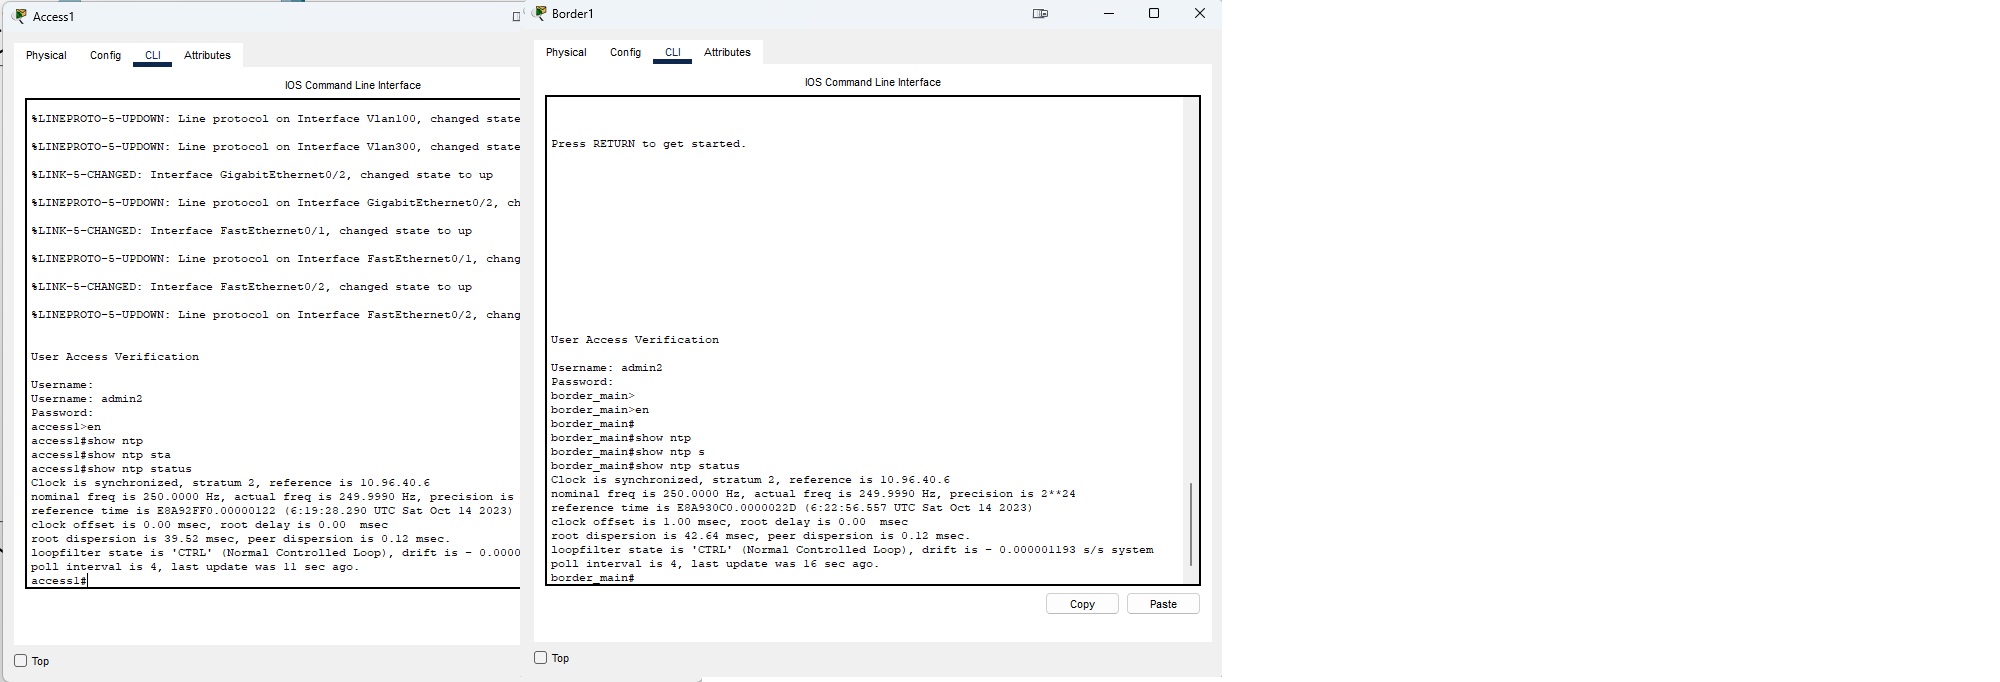 Access1
Physical Config CLI Attributes
IOS Command Line Interface
%LINEPROTO-5-UPDOWN: Line protocol on Interface Vlan100, changed state
%LINEPROTO-5-UPDOWN: Line protocol on Interface Vlan300, changed state
%LINK-5-CHANGED: Interface GigabitEthernet0/2, changed state to up
%LINEPROTO-5-UPDOWN: Line protocol on Interface GigabitEthernet0/2, ch
%LINK-5-CHANGED: Interface FastEthernet0/1, changed state to up
%LINEPROTO-5-UPDOWN: Line protocol on Interface FastEthernet0/1, chang
%LINK-5-CHANGED: Interface FastEthernet0/2, changed state to up
%LINEPROTO-5-UPDOWN: Line protocol on Interface FastEthernet0/2, chang
User Access Verification
Username:
Username: admin2
Password:
access1>en
access1#show ntp
access1#show ntp sta
access1#show ntp status
Clock is synchronized, stratum 2, reference is 10.96.40.6
nominal freq is 250.0000 Hz, actual freq is 249.9990 Hz, precision is
reference time is E8A92FF0.00000122 (6:19:28.290 UTC Sat Oct 14 2023)
clock offset is 0.00 msec, root delay is 0.00 msec
root dispersion is 39.52 msec, peer dispersion is 0.12 msec.
loopfilter state is 'CTRL' (Normal Controlled Loop), drift is - 0.0000
poll interval is 4, last update was 11 sec ago.
access1#
Top
Border1
Physical Config CLI Attributes
IOS Command Line Interface
Press RETURN to get started.
User Access Verification
Username: admin2
Password:
border_main>
border_main>en
border_main#
border_main#show ntp
border_main#show ntp s
border_main#show ntp status
Clock is synchronized, stratum 2, reference is 10.96.40.6
nominal freq is 250.0000 Hz, actual freq is 249.9990 Hz, precision is 2**24
reference time is E8A930C0.0000022D (6:22:56.557 UTC Sat Oct 14 2023)
clock offset is 1.00 msec, root delay is 0.00 msec
root dispersion is 42.64 msec, peer dispersion is 0.12 msec.
loopfilter state is 'CTRL' (Normal Controlled Loop), drift is - 0.000001193 s/s system
poll interval is 4, last update was 16 sec ago.
border_main#
Copy Paste
Top